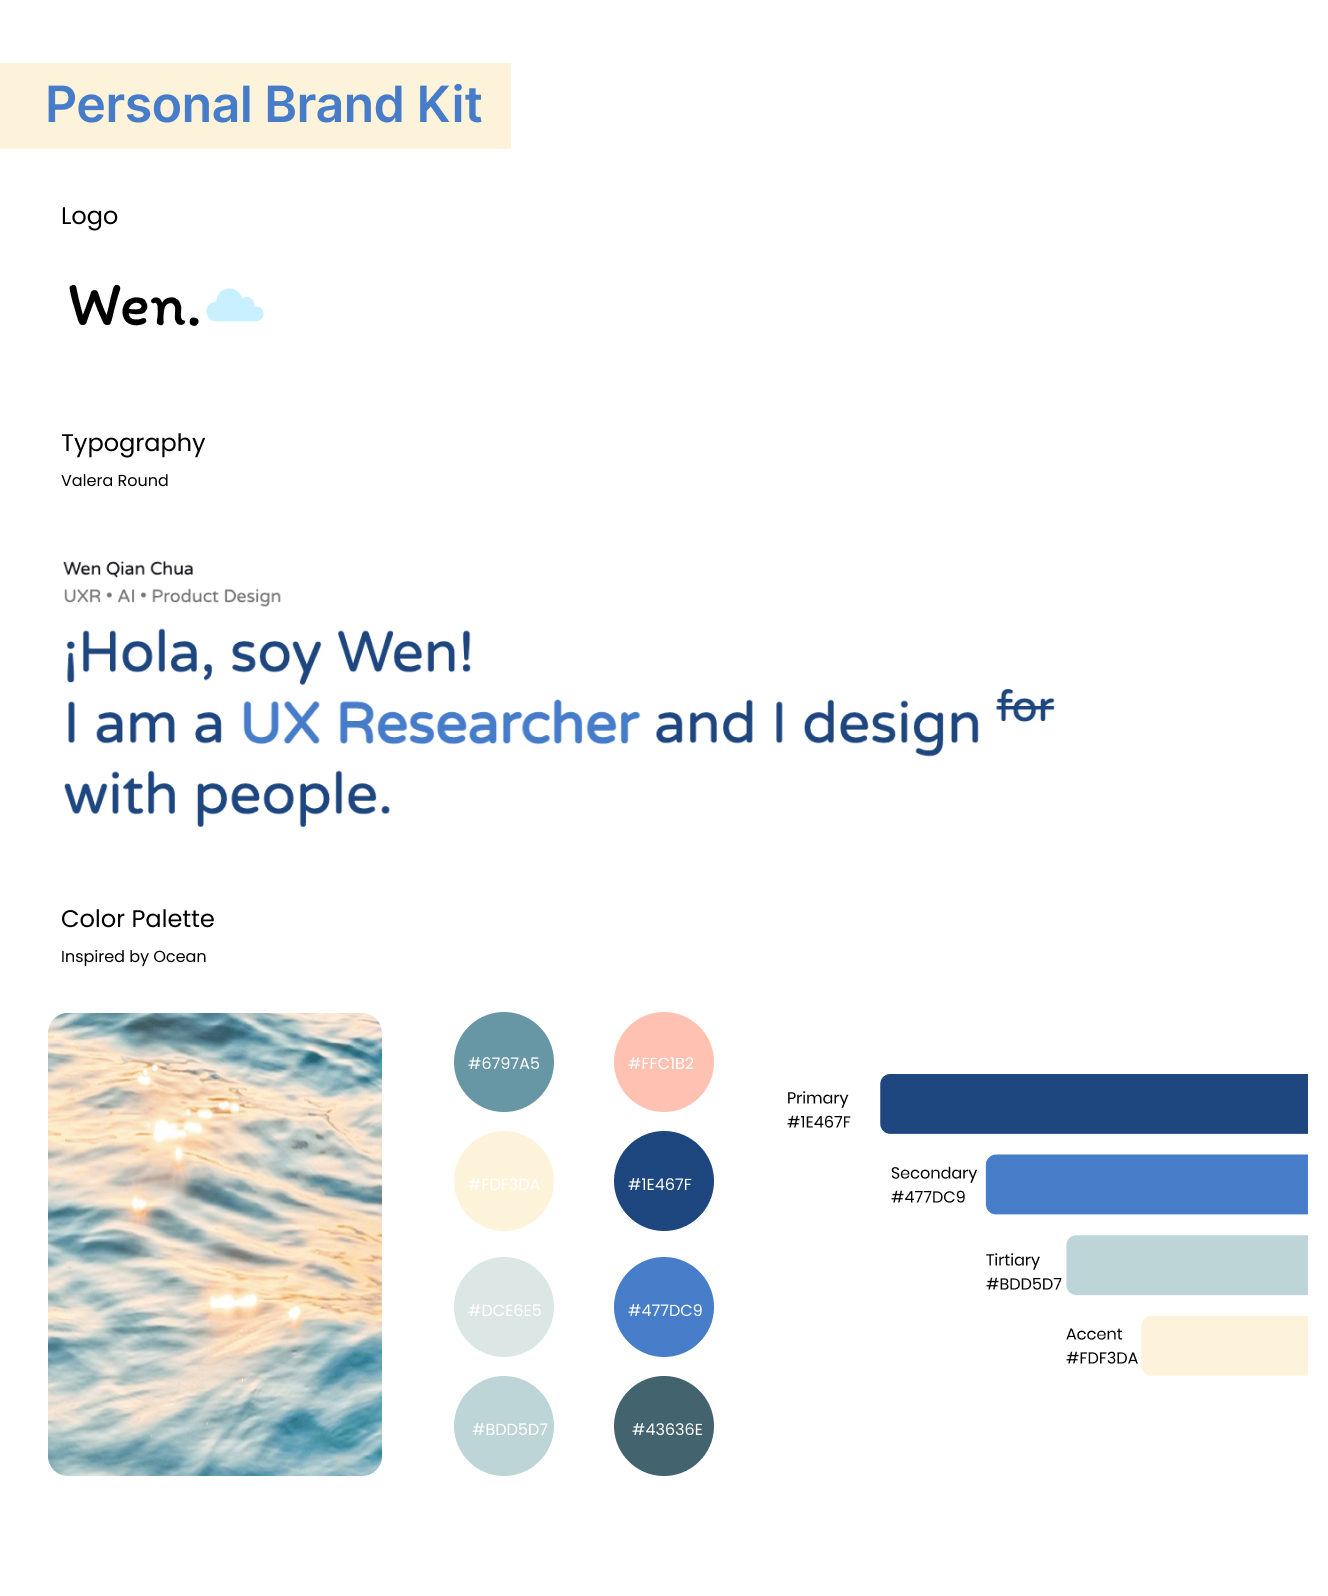 Personal Brand Kit
Logo
Wen.
Typography
Valera Round
Wen Qian Chua
UXR • AI • Product Design
¡Hola, soy Wen!
I am a UX Researcher and I design for
with people.
Color Palette
Inspired by Ocean
#6797A5
#FFC1B2
#FDF3DA
#1E467F
#DCE6E5
#477DC9
#BDD5D7
#43636E
Primary
#1E467F
Secondary
#477DC9
Tirtiary
#BDD5D7
Accent
#FDF3DA